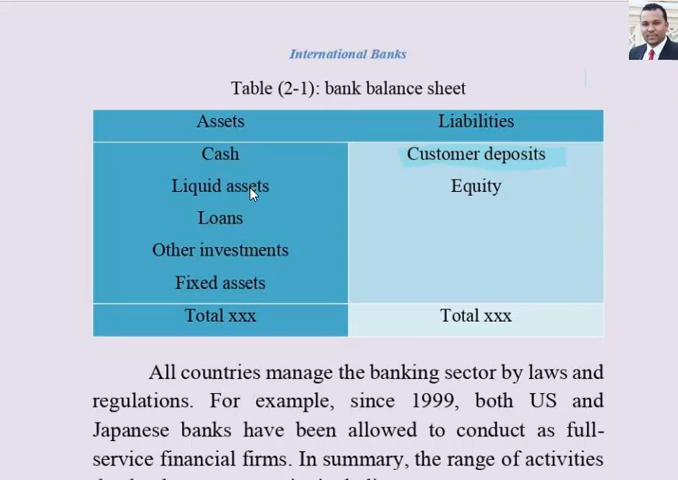 International Banks
Table (2-1): bank balance sheet
Assets Liabilities
Cash Customer deposits
Liquid assets Equity
Loans
Other investments
Fixed assets
Total xxx Total xxx
All countries manage the banking sector by laws and
regulations. For example, since 1999, both US and
Japanese banks have been allowed to conduct as full-
service financial firms. In summary, the range of activities